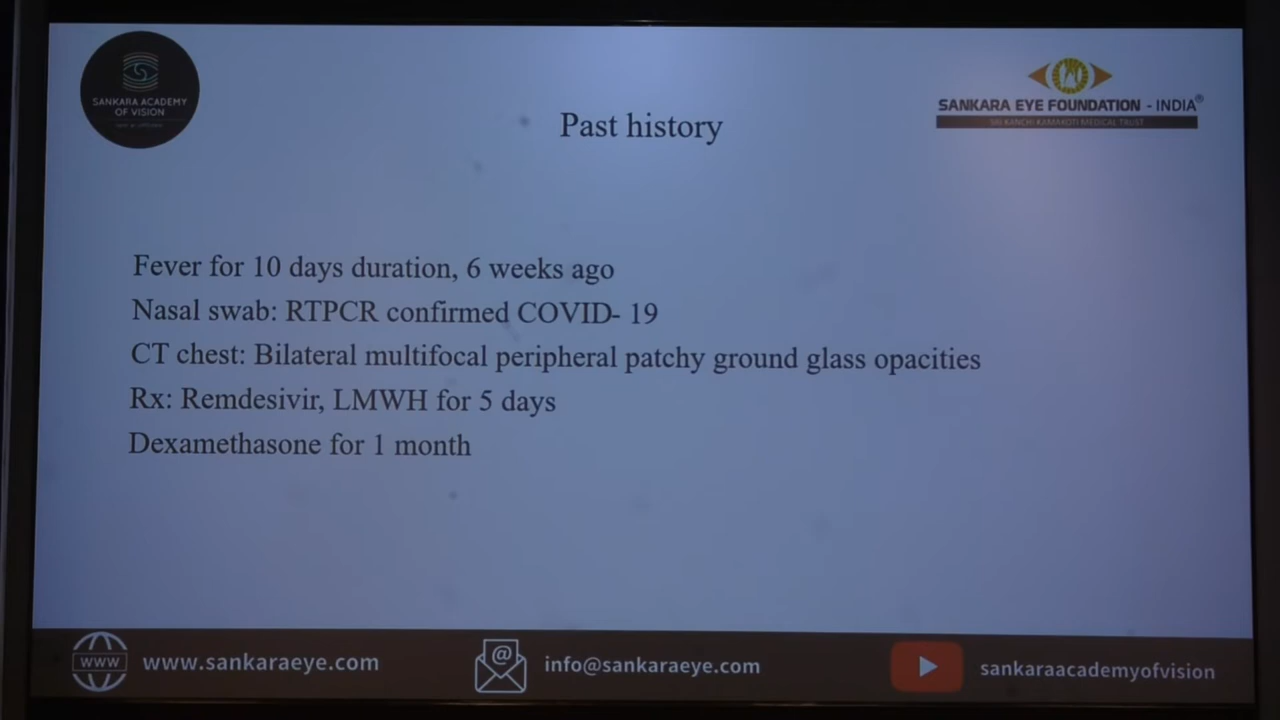 SANKARA ACADEMY
OF VISION
SANKARA EYE FOUNDATION - INDIA®
SRI KANCHI KAMAKOTI MEDICAL TRUST
Past history
Fever for 10 days duration, 6 weeks ago
Nasal swab: RTPCR confirmed COVID- 19
CT chest: Bilateral multifocal peripheral patchy ground glass opacities
Rx: Remdesivir, LMWH for 5 days
Dexamethasone for 1 month
www www.sankaraeye.com
@ info@sankaraeye.com
sankaraacademyofvision